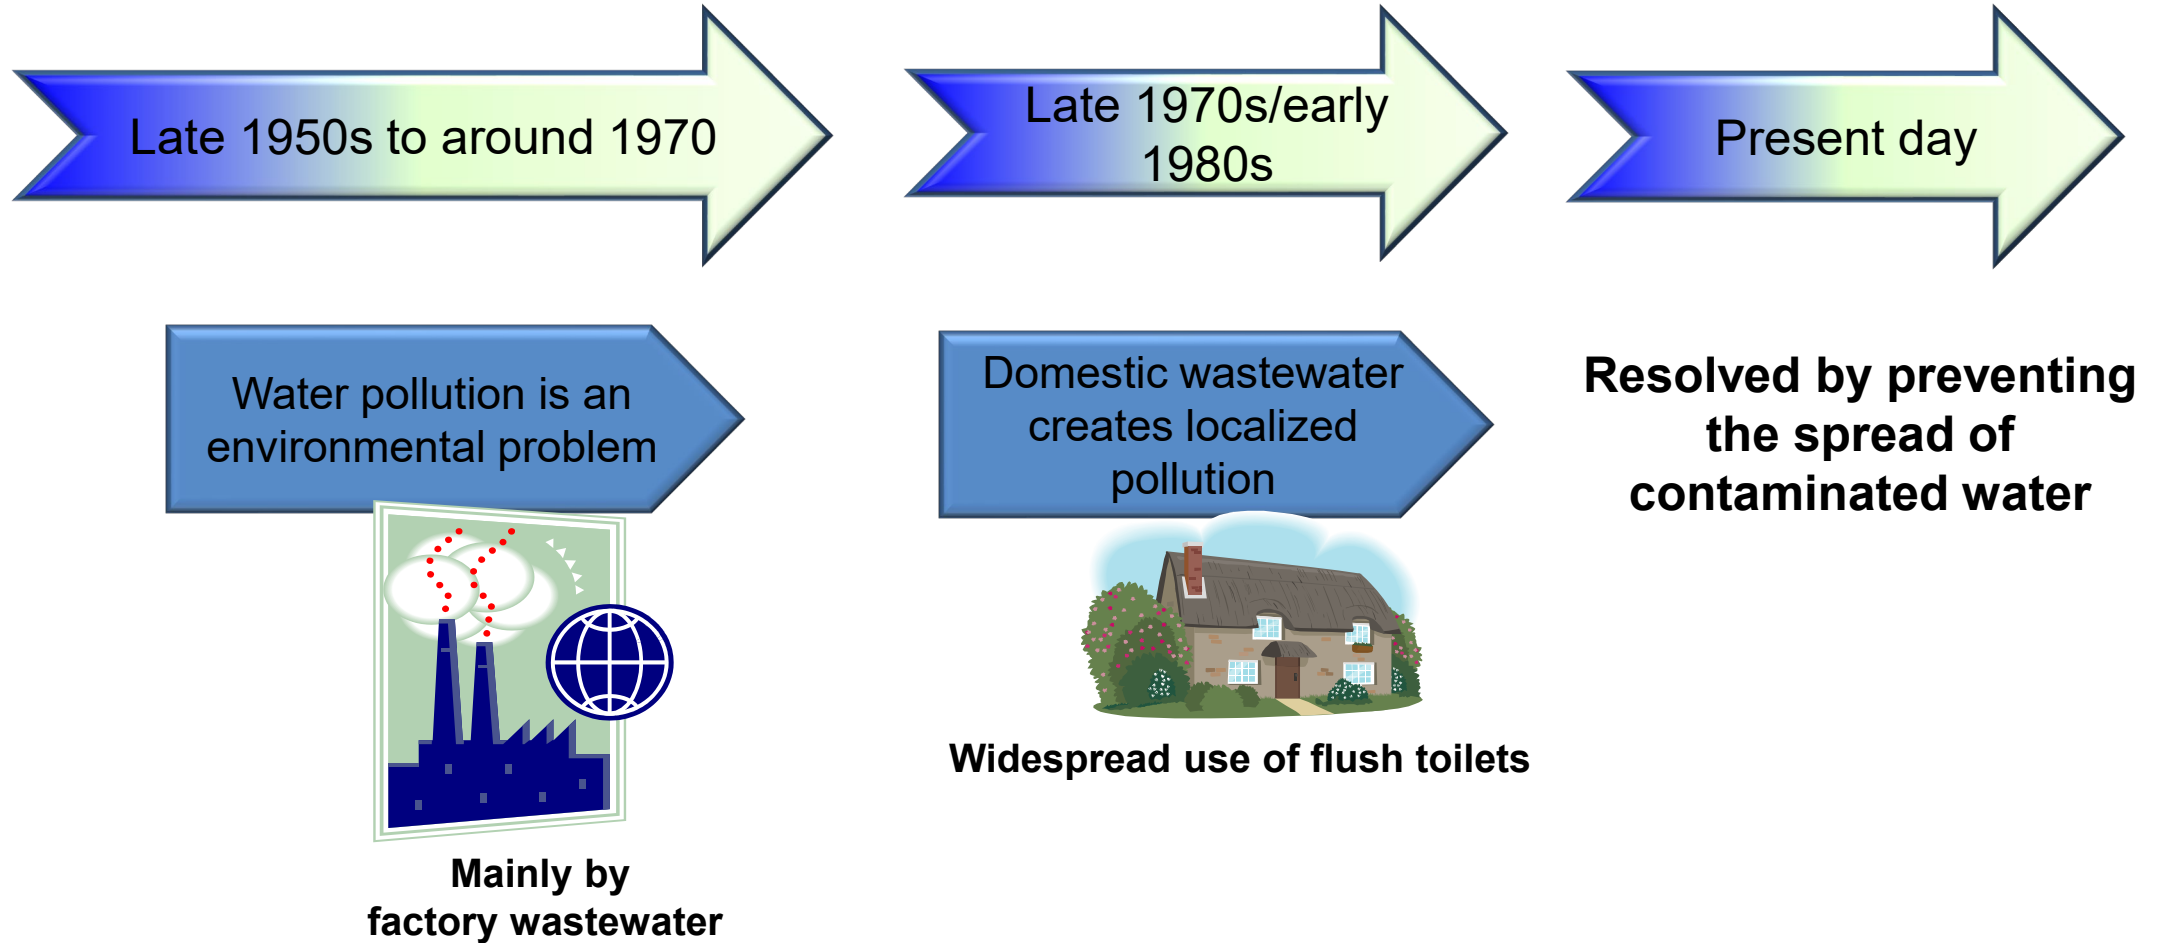 Late 1950s to around 1970
Late 1970s/early
1980s
Present day
Water pollution is an
environmental problem
Domestic wastewater
creates localized
pollution
Resolved by preventing
the spread of
contaminated water
Widespread use of flush toilets
Mainly by
factory wastewater